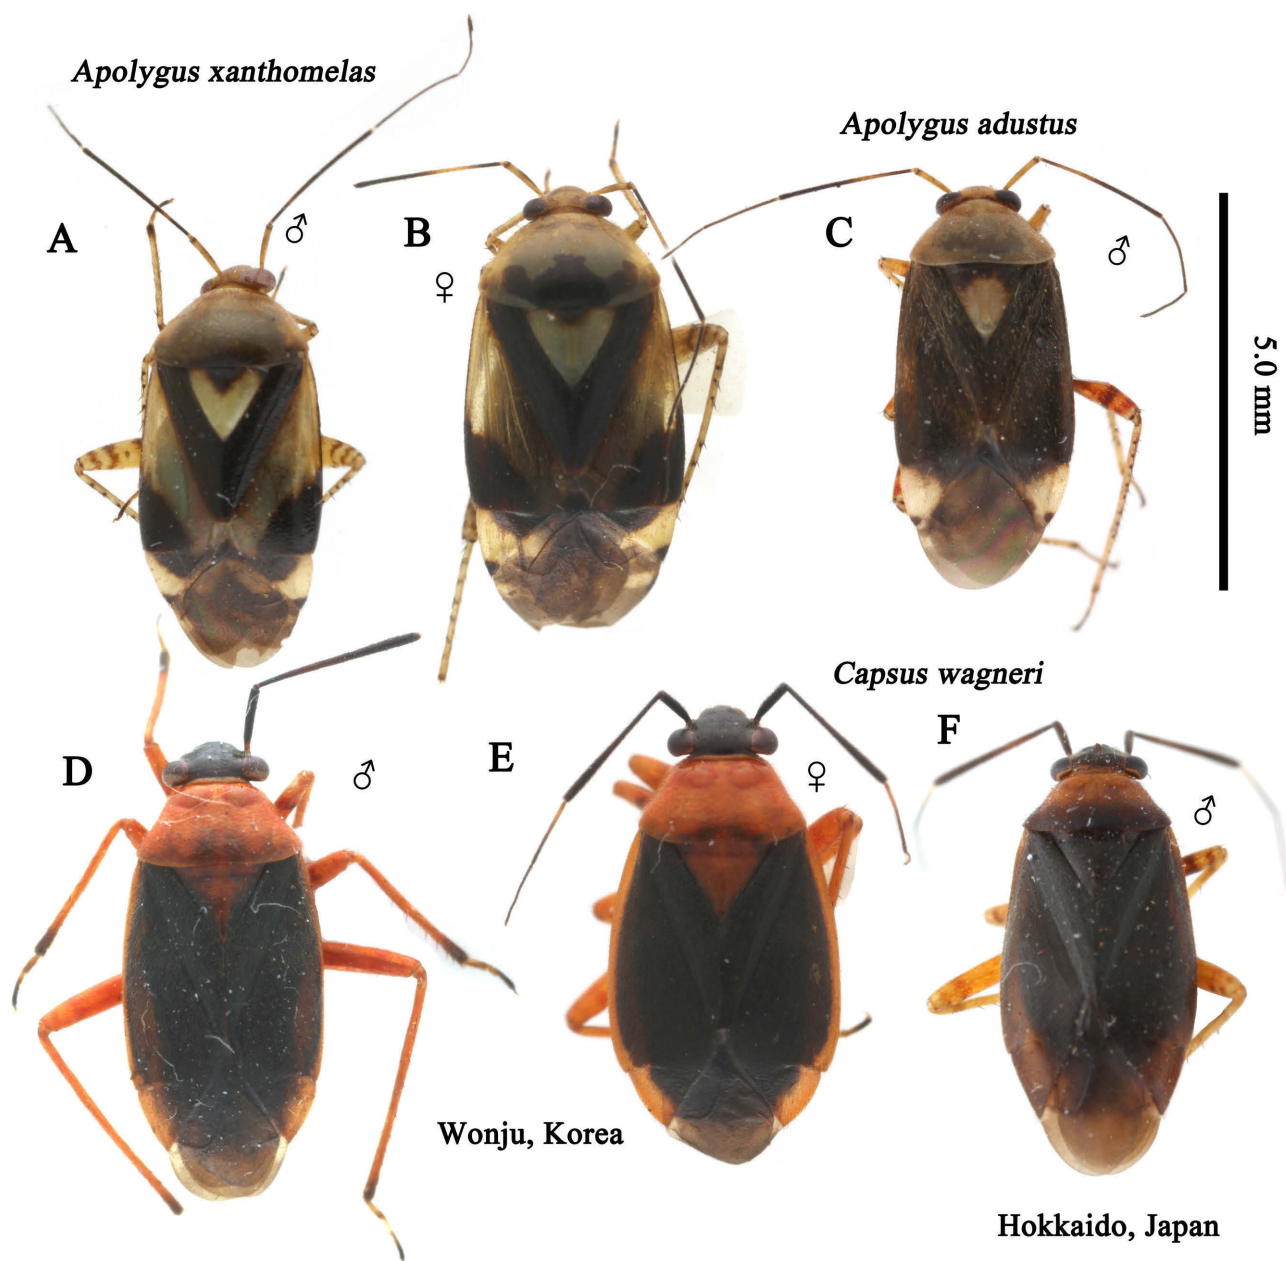 Apolygus xanthomelas
Apolygus adustus
A
♂
B
♀
C
♂
5.0 mm
Capsus wagneri
D
♂
E
♀
F
♂
Wonju, Korea
Hokkaido, Japan